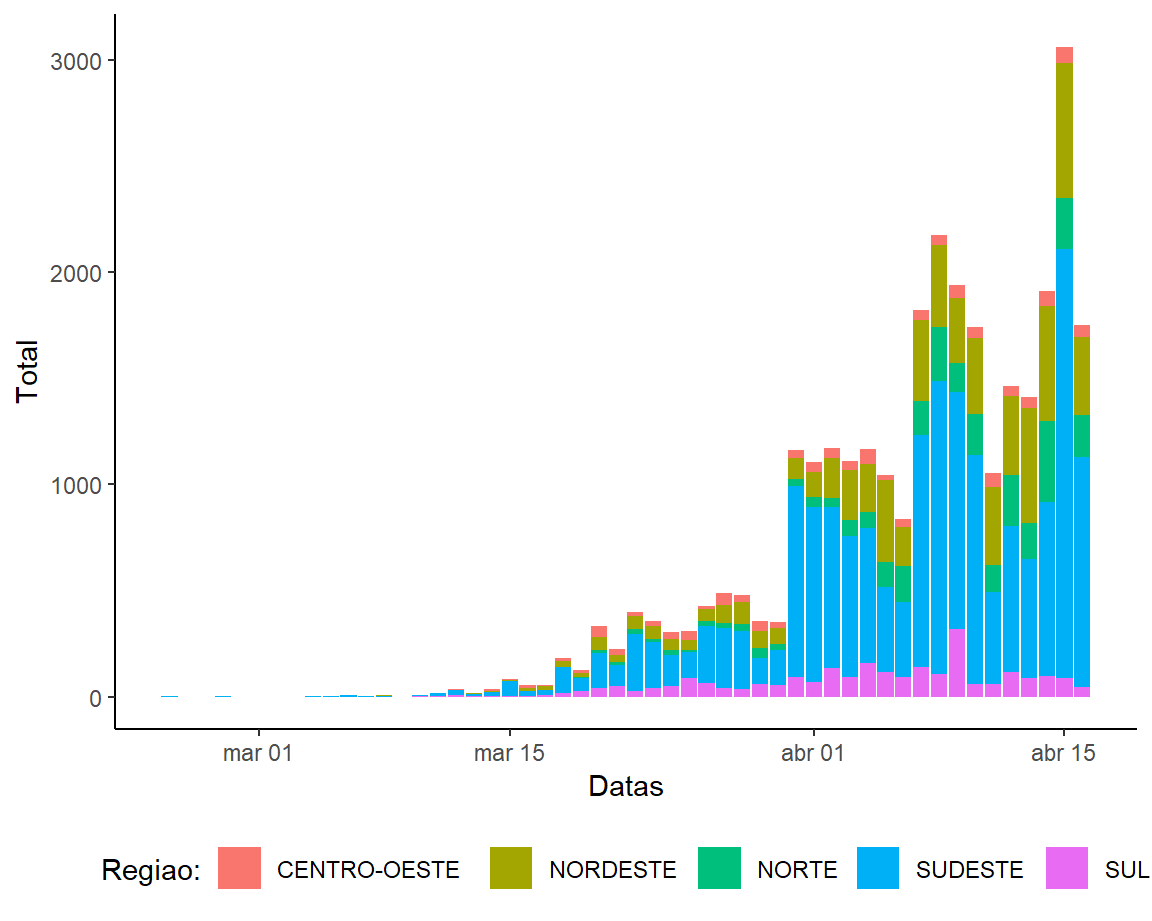 3000
2000
1000
0
Total
mar 01 mar 15 abr 01 abr 15
Datas
Regiao: CENTRO-OESTE NORDESTE NORTE SUDESTE SUL